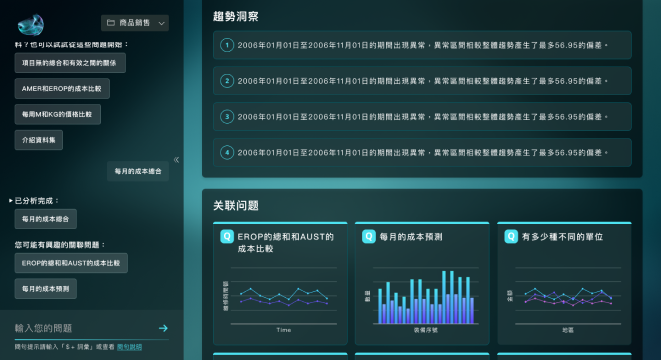 商品銷售
料？也可以試試從這些問題開始：
項目無的總合和有效之間的關係
AMER和EROP的成本比較
每周M和KG的價格比較
介紹資料集
每月的成本總合
已分析完成：
每月的成本總合
您可能有興趣的關聯問題：
EROP的總和和AUST的成本比較
每月的成本預測
輸入您的問題
問句提示請輸入「$ + 詞彙」或查看 問句說明
趨勢洞察
1 2006年01月01日至2006年11月01日的期間出現異常，異常區間相較整體趨勢產生了最多56.95的偏差。
2 2006年01月01日至2006年11月01日的期間出現異常，異常區間相較整體趨勢產生了最多56.95的偏差。
3 2006年01月01日至2006年11月01日的期間出現異常，異常區間相較整體趨勢產生了最多56.95的偏差。
4 2006年01月01日至2006年11月01日的期間出現異常，異常區間相較整體趨勢產生了最多56.95的偏差。
关联问题
Q EROP的總和和AUST的
成本比較
Time
Q 每月的成本預測
數量
裝備序號
Q 有多少種不同的單位
金額
地區